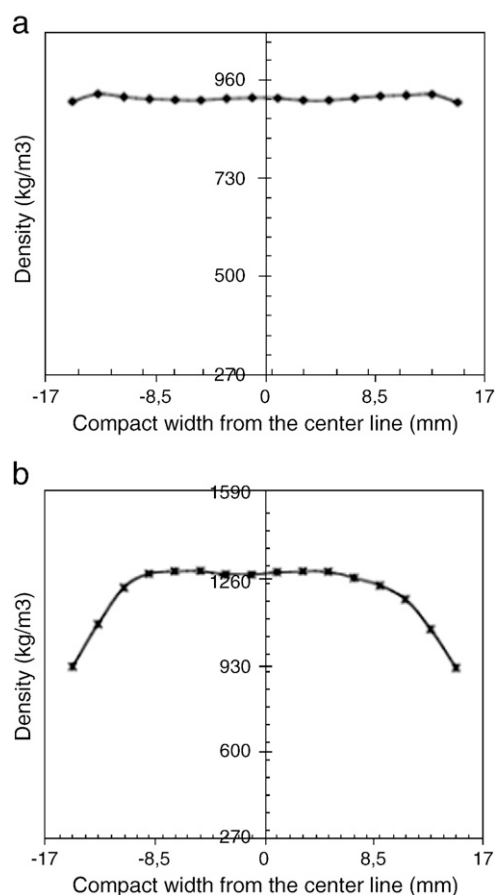 a
960
730
500
270
-17 -8,5 0 8,5 17
Density (kg/m3)
Compact width from the center line (mm)
b
1590
1260
930
600
270
-17 -8,5 0 8,5 17
Density (kg/m3)
Compact width from the center line (mm)